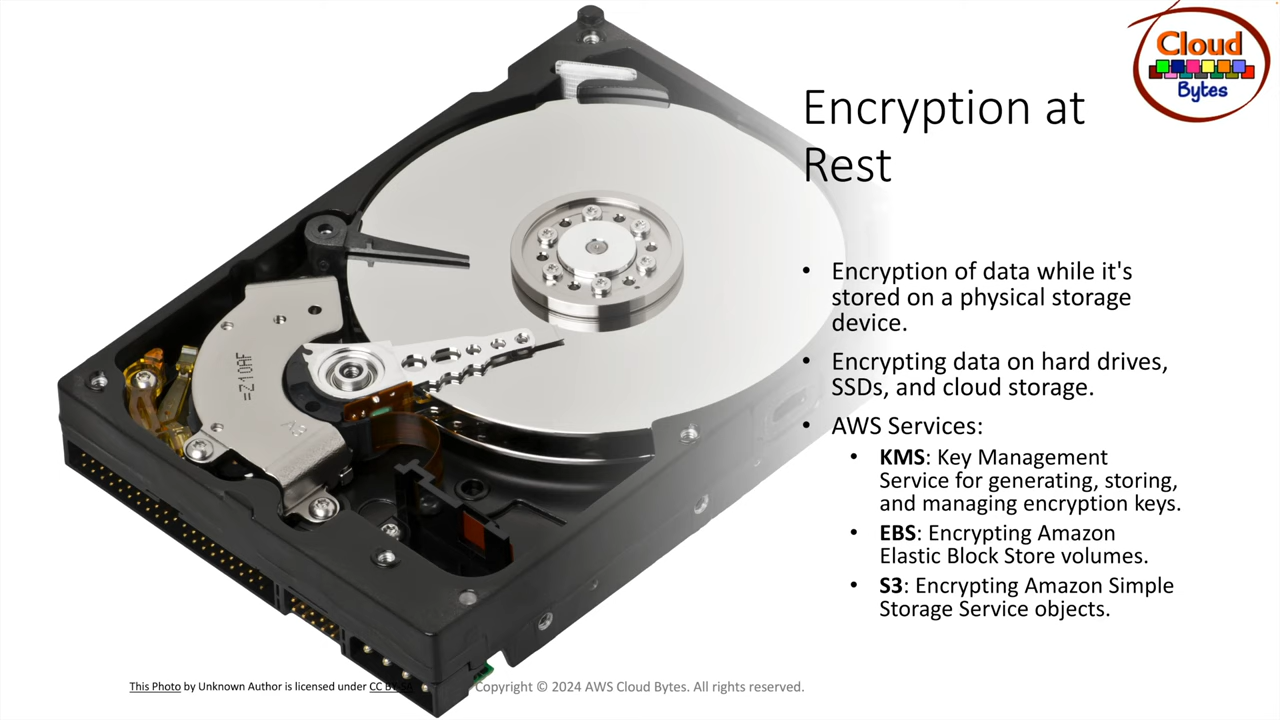 Cloud
Bytes
Encryption at
Rest
• Encryption of data while it's
stored on a physical storage
device.
• Encrypting data on hard drives,
SSDs, and cloud storage.
• AWS Services:
• KMS: Key Management
Service for generating, storing,
and managing encryption keys.
• EBS: Encrypting Amazon
Elastic Block Store volumes.
• S3: Encrypting Amazon Simple
Storage Service objects.
=Z10AF
This Photo by Unknown Author is licensed under CC
Copyright © 2024 AWS Cloud Bytes. All rights reserved.